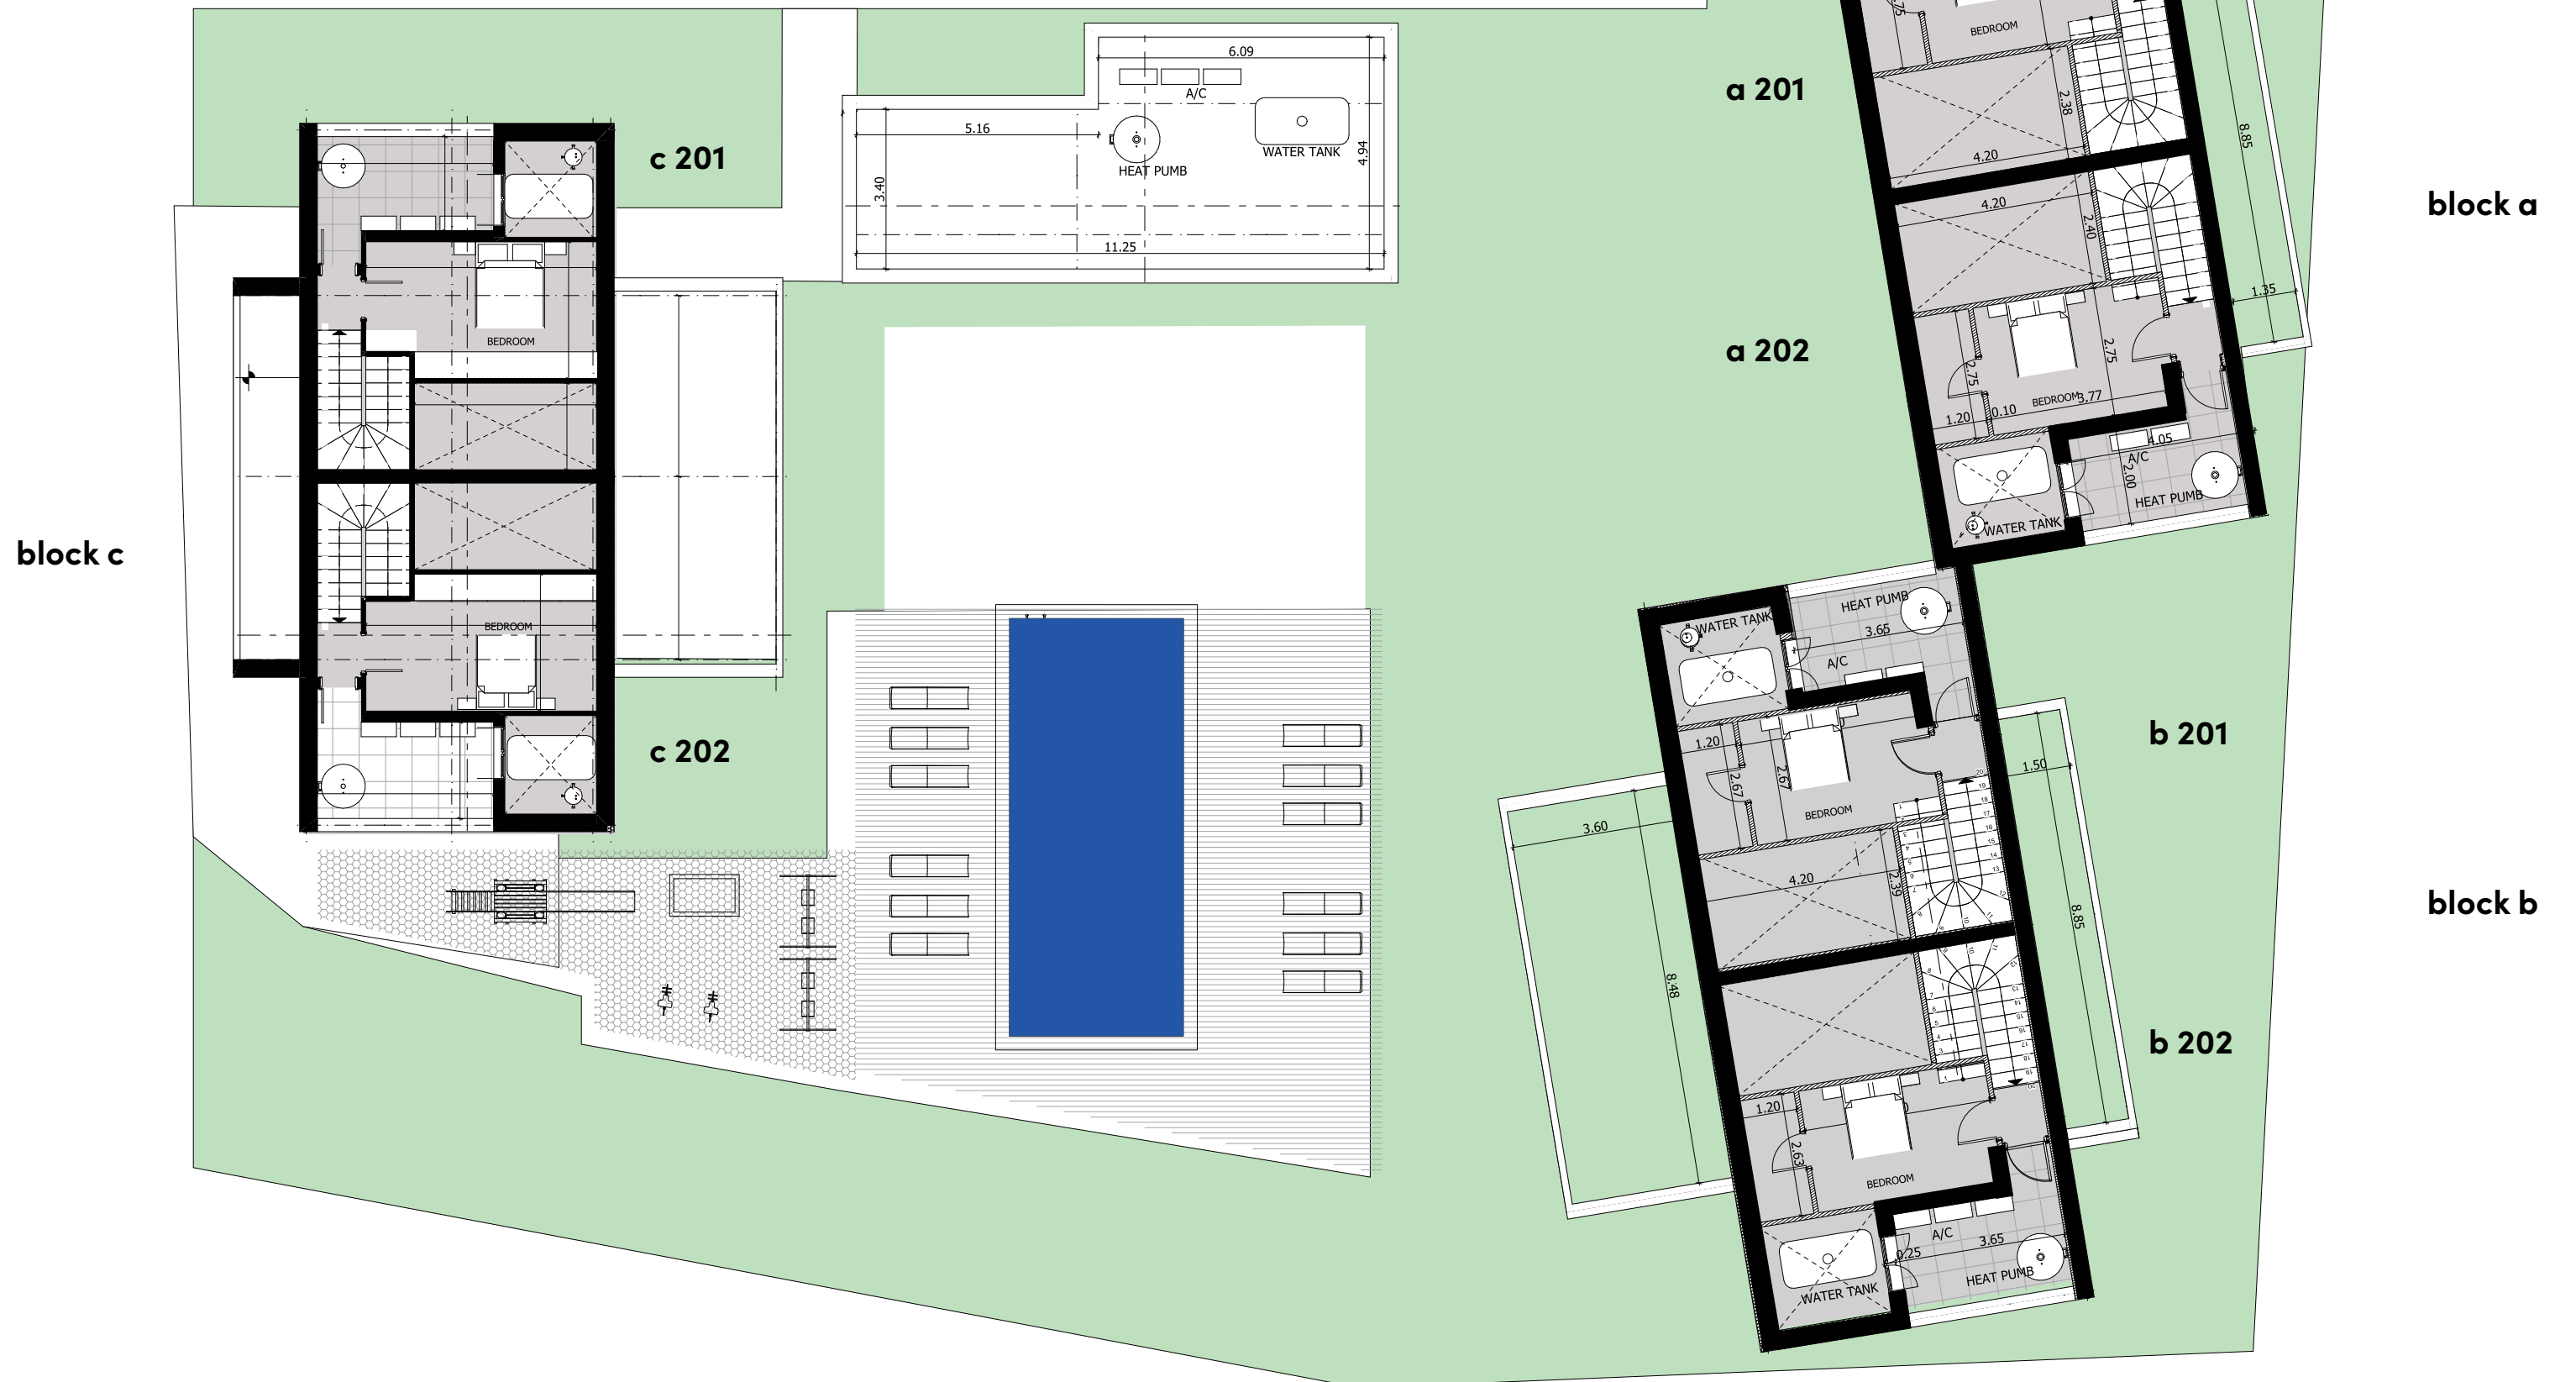 .75
BEDROOM
6.09
A/C
a 201
2.38
8.85
5.16
WATER TANK
4.94
c 201
4.20
HEAT PUMB
3.40
block a
4.20
2.40
11.25
1.35
BEDROOM
a 202
2.75
2.75
BEDROOM
3.77
0.10
1.20
4.05
A/C
2.00
HEAT PUMB
WATER TANK
block c
HEAT PUMB
WATER TANK
3.65
BEDROOM
A/C
b 201
c 202
1.20
1.50
2.67
2.67
BEDROOM
3.60
4.20
2.39
block b
8.85
8.48
b 202
1.20
2.63
BEDROOM
A/C
3.65
0.25
HEAT PUMB
WATER TANK